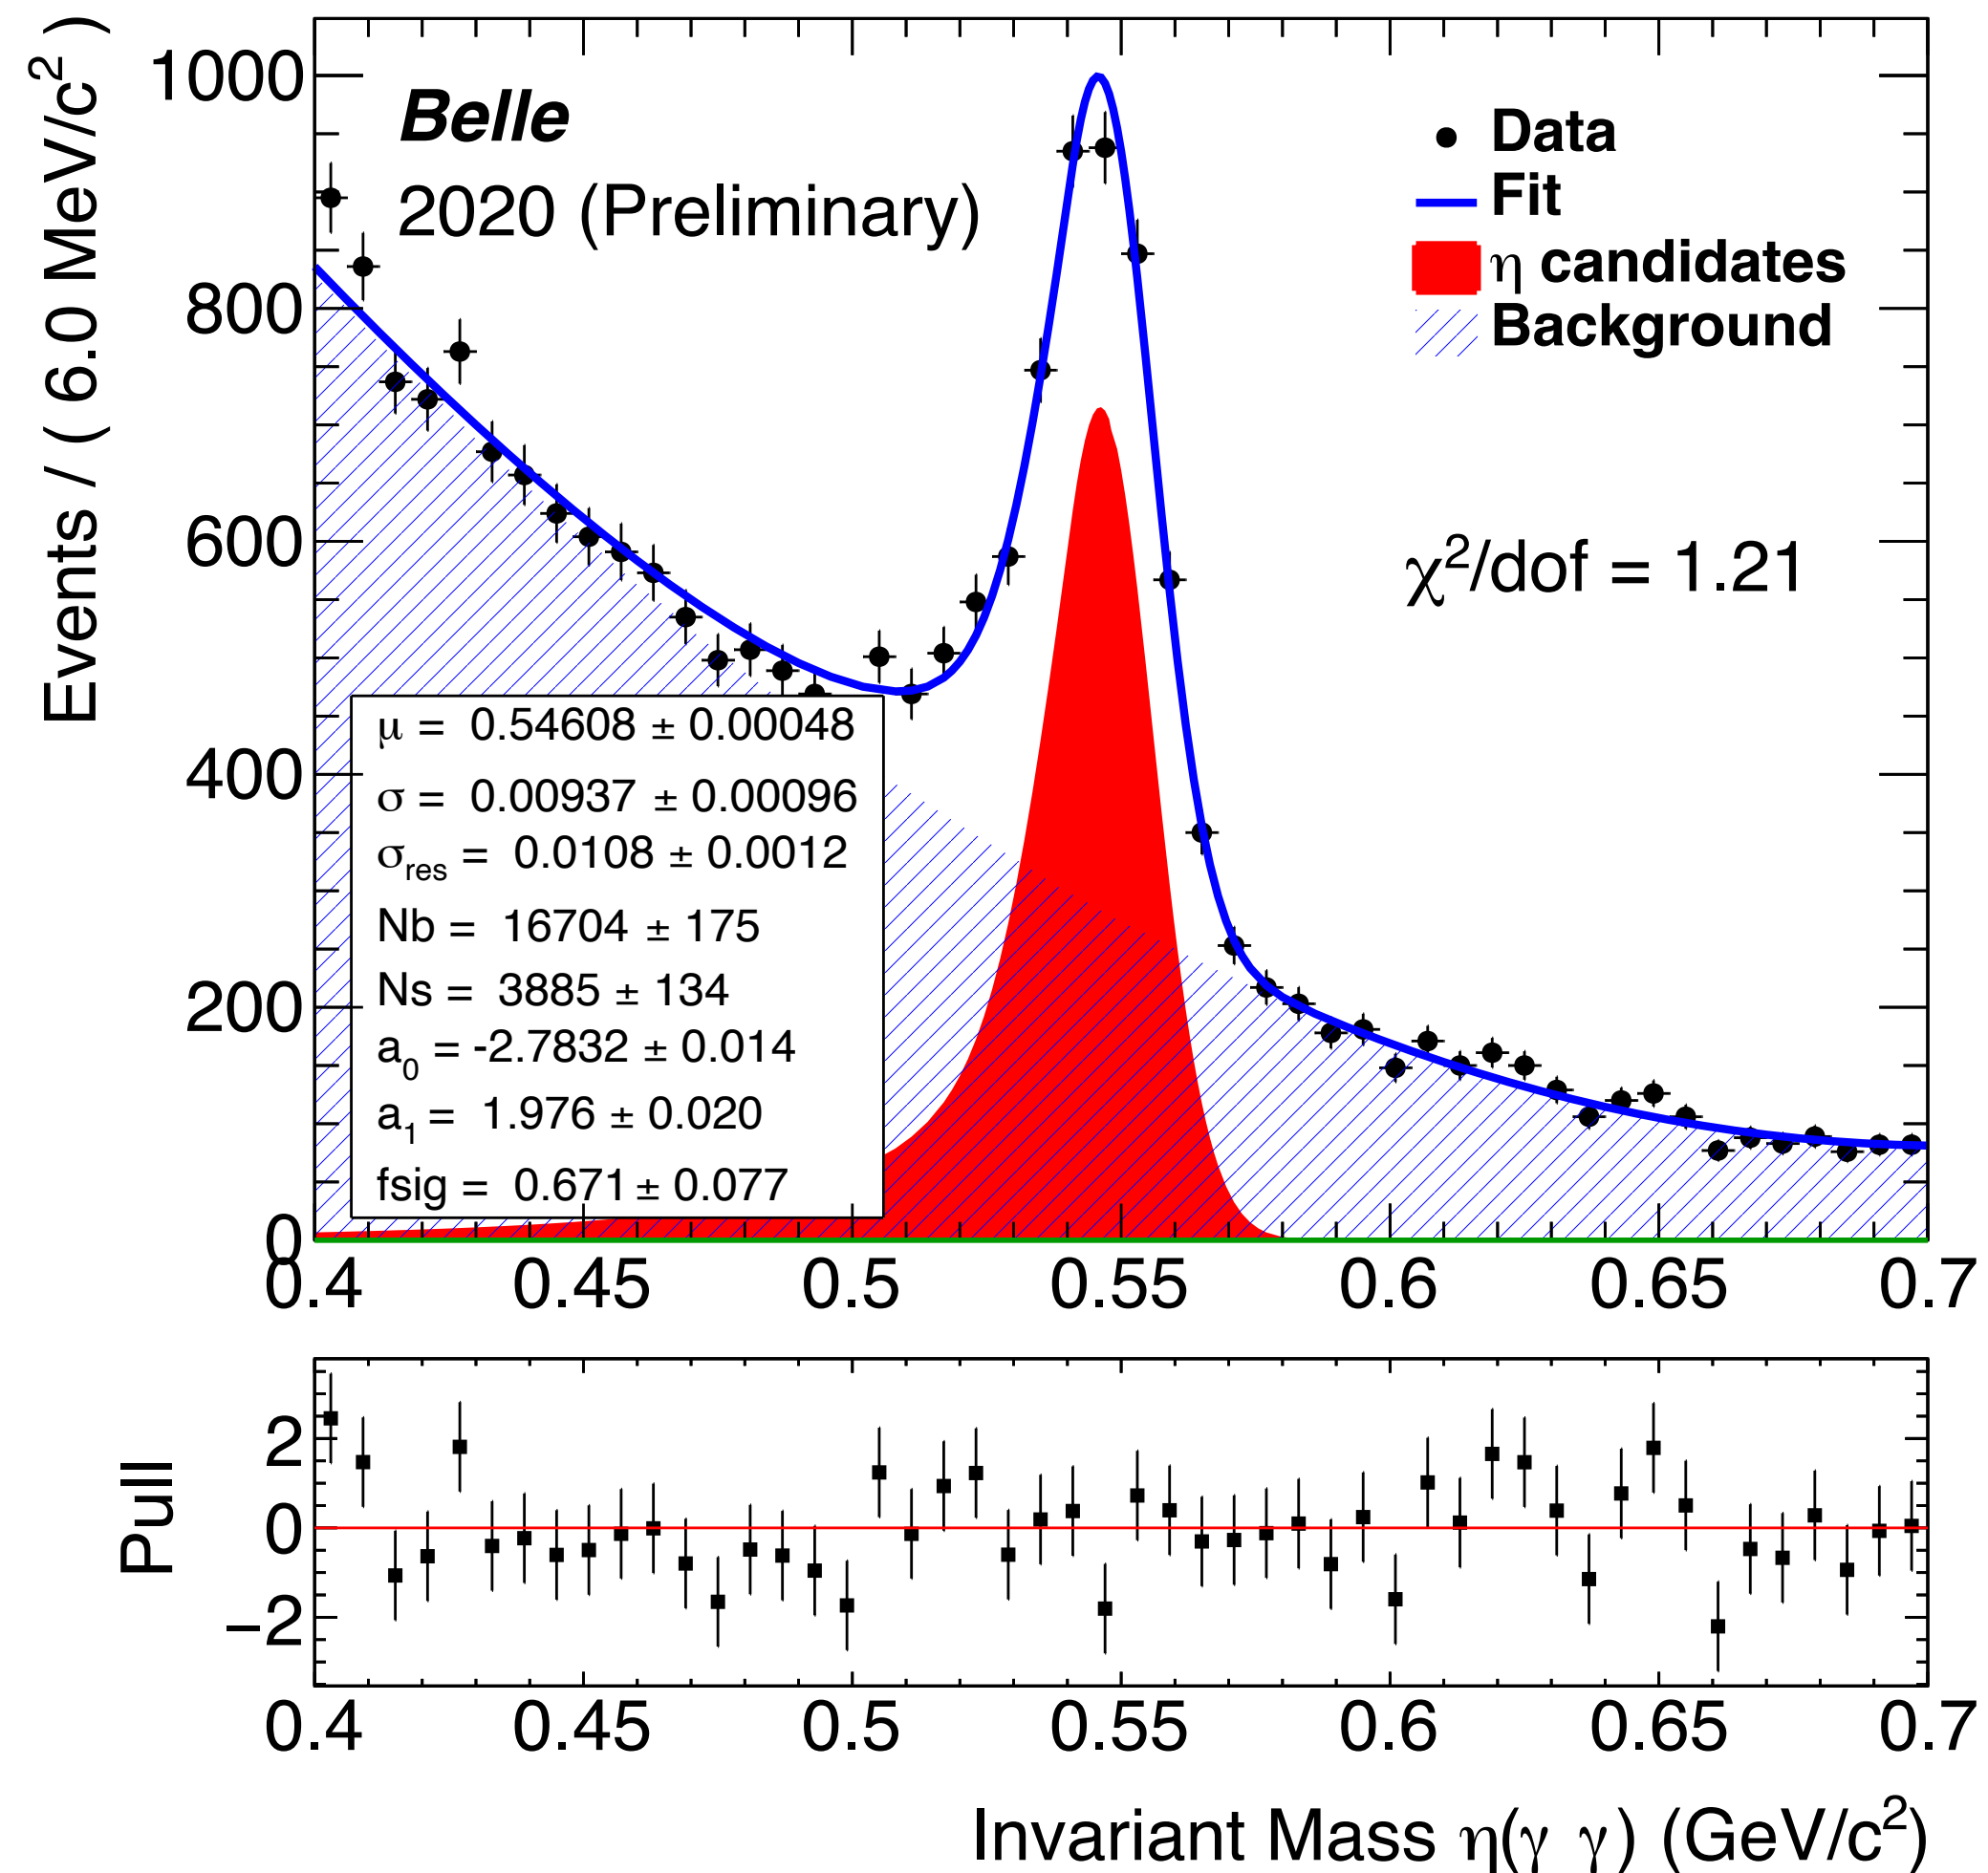 Events / ( 6.0 MeV/c² )
1000
800
600
400
200
0
Belle
2020 (Preliminary)
Data
Fit
η candidates
Background
χ²/dof = 1.21
μ = 0.54608 ± 0.00048
σ = 0.00937 ± 0.00096
σres = 0.0108 ± 0.0012
Nb = 16704 ± 175
Ns = 3885 ± 134
a₀ = -2.7832 ± 0.014
a₁ = 1.976 ± 0.020
fsig = 0.671 ± 0.077
0.4 0.45 0.5 0.55 0.6 0.65 0.7
Pull
2
0
−2
0.4 0.45 0.5 0.55 0.6 0.65 0.7
Invariant Mass η(γ γ) (GeV/c²)